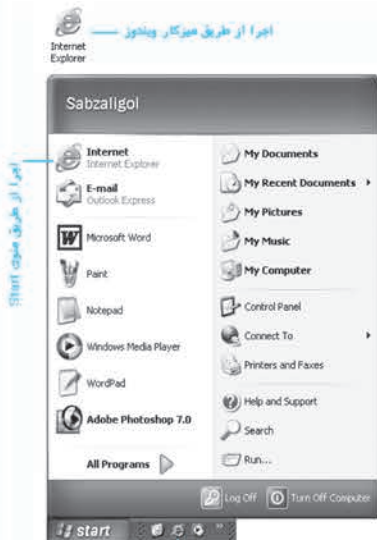 اجرا از طریق میزکار ویندوز
Internet
Explorer
Sabzaligol
اجرا از طریق منوی Start
Internet
Internet Explorer
E-mail
Outlook Express
Microsoft Word
Paint
Notepad
Windows Media Player
WordPad
Adobe Photoshop 7.0
All Programs
My Documents
My Recent Documents
My Pictures
My Music
My Computer
Control Panel
Connect To
Printers and Faxes
Help and Support
Search
Run...
Log Off
Turn Off Computer
start